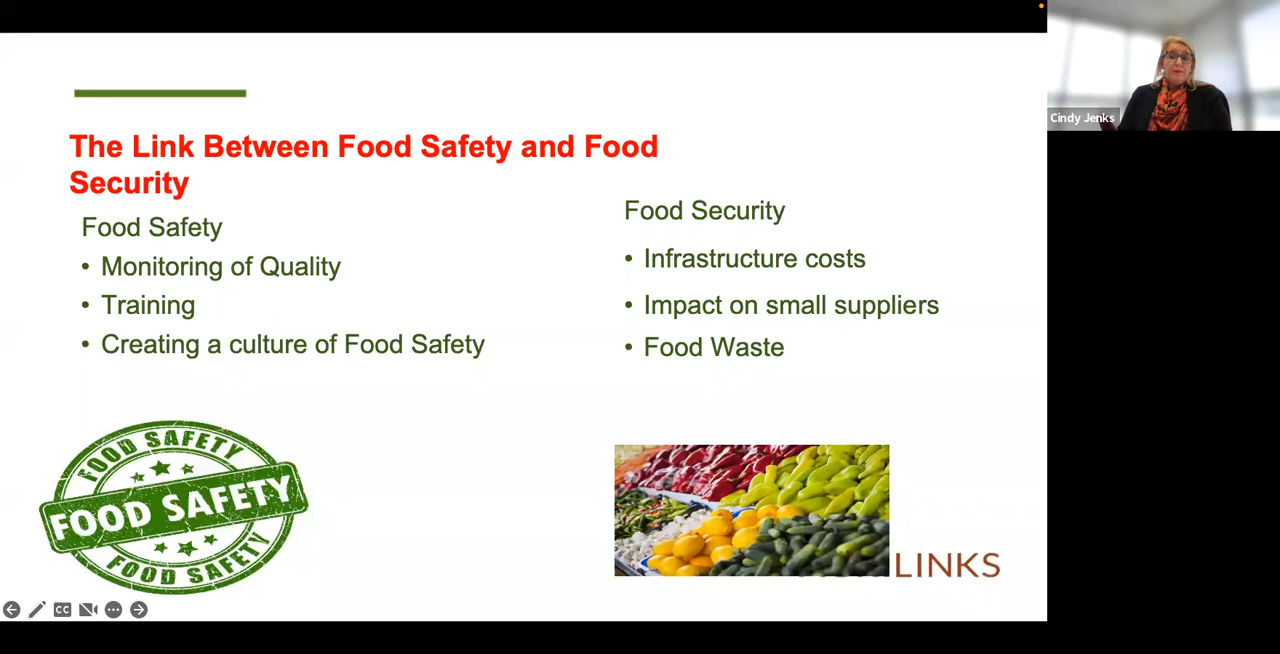 The Link Between Food Safety and Food
Security
Food Safety
• Monitoring of Quality
• Training
• Creating a culture of Food Safety
Food Security
• Infrastructure costs
• Impact on small suppliers
• Food Waste
FOOD SAFETY
FOOD SAFETY
FOOD SAFETY
LINKS
CC
Cindy Jenks